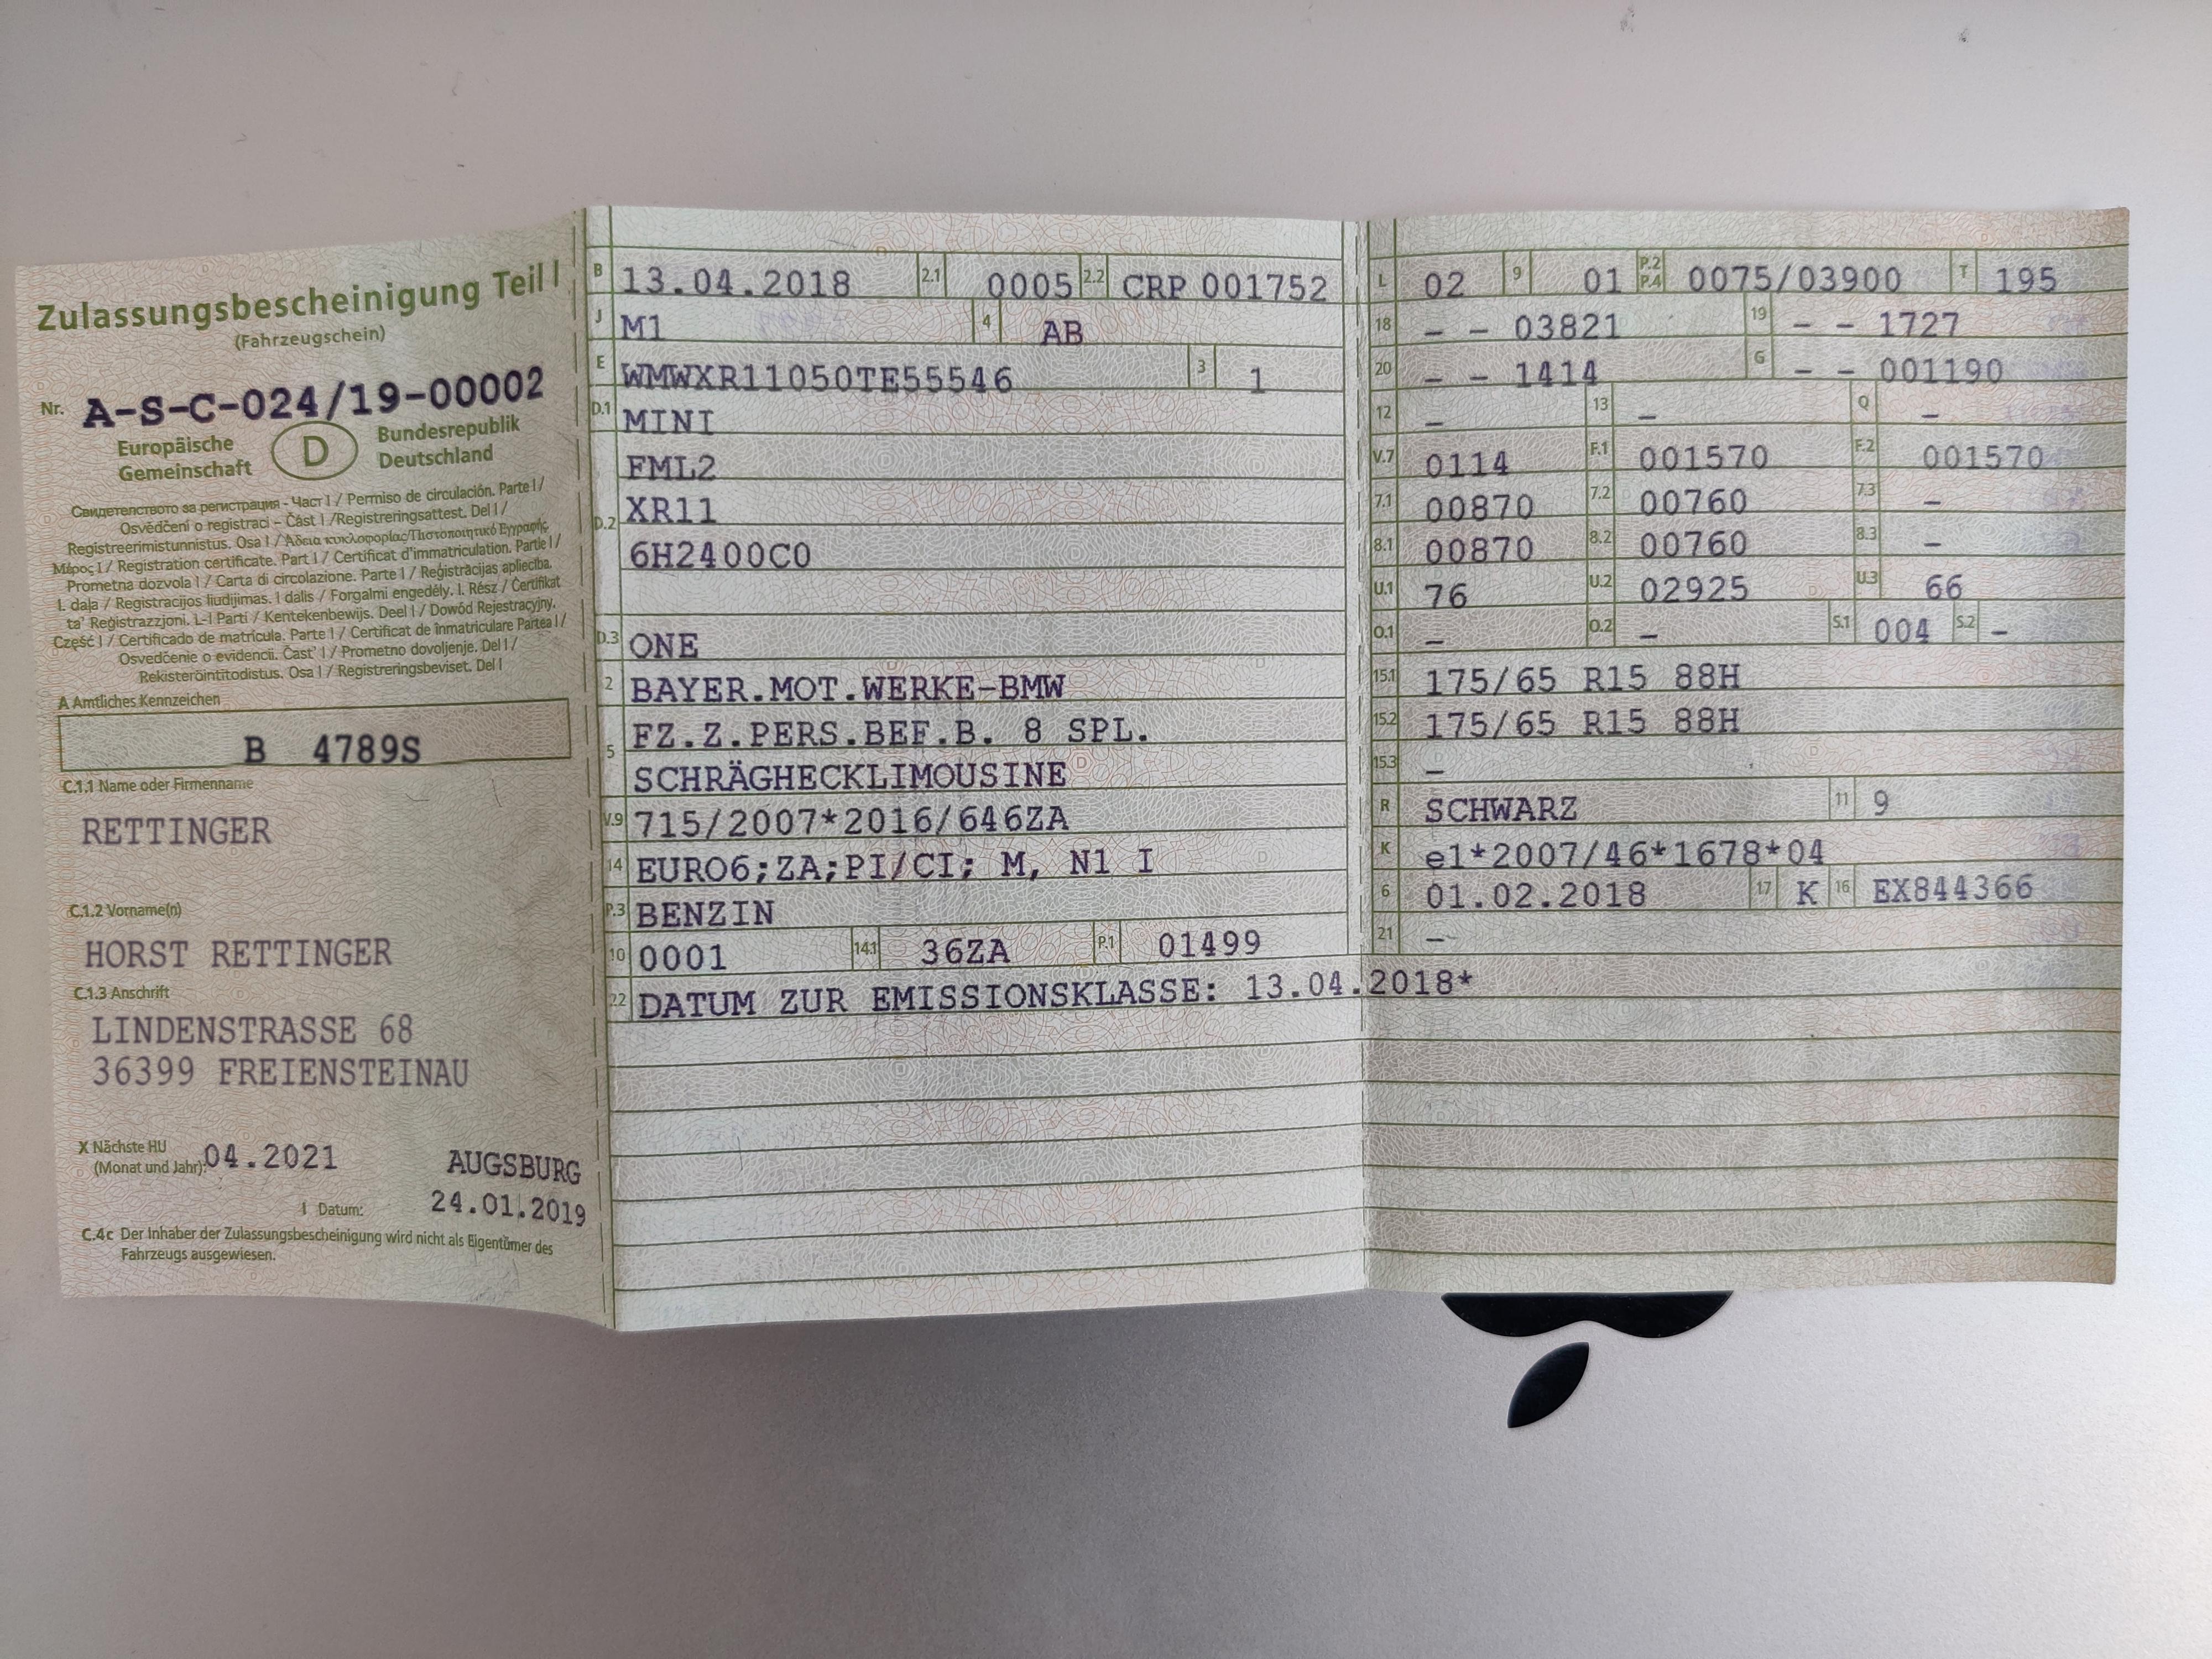 Zulassungsbescheinigung Teil I
(Fahrzeugschein)
Nr. A-S-C-024/19-00002
Europäische Gemeinschaft D Bundesrepublik Deutschland
Свидетелството за регистрация - Част I / Permiso de circulación. Parte I /
Osvědčení o registraci – Část I /Registreringsattest. Del I /
Registreerimistunnistus. Osa I / Άδεια κυκλοφορίας/Πιστοποιητικό Εγγραφής
Μέρος I / Registration certificate. Part I / Certificat d'immatriculation. Partie I /
Prometna dozvola I / Carta di circolazione. Parte I / Reģistrācijas apliecība.
I. daļa / Registracijos liudijimas. I dalis / Forgalmi engedély. I. Rész / Ċertifikat
ta' Reġistrazzjoni. L-I Parti / Kentekenbewijs. Deel I / Dowód Rejestracyjny.
Część I / Certificado de matrícula. Parte I / Certificat de înmatriculare Partea I /
Osvedčenie o evidencii. Časť I / Prometno dovoljenje. Del I /
Rekisteröintitodistus. Osa I / Registreringsbeviset. Del I
A Amtliches Kennzeichen
B 4789S
C.1.1 Name oder Firmenname
RETTINGER
C.1.2 Vorname(n)
HORST RETTINGER
C.1.3 Anschrift
LINDENSTRASSE 68
36399 FREIENSTEINAU
X Nächste HU
(Monat und Jahr): 04.2021
AUGSBURG
I Datum: 24.01.2019
C.4c Der Inhaber der Zulassungsbescheinigung wird nicht als Eigentümer des
Fahrzeugs ausgewiesen.
B 13.04.2018 2.1 0005 2.2 CRP 001752
J M1 4 AB
E WMWXR11050TE55546 3 1
D.1 MINI
FML2
D.2 XR11
6H2400C0
D.3 ONE
2 BAYER.MOT.WERKE-BMW
5 FZ.Z.PERS.BEF.B. 8 SPL.
SCHRÄGHECKLIMOUSINE
V.9 715/2007*2016/646ZA
14 EURO6;ZA;PI/CI; M, N1 I
P.3 BENZIN
10 0001 14.1 36ZA P.1 01499
22 DATUM ZUR EMISSIONSKLASSE: 13.04.2018*
L 02 9 01 P.2 P.4 0075/03900 T 195
18 – – 03821 19 – – 1727
20 – – 1414 G – – 001190
12 – 13 – Q –
V.7 0114 F.1 001570 F.2 001570
7.1 00870 7.2 00760 7.3 –
8.1 00870 8.2 00760 8.3 –
U.1 76 U.2 02925 U.3 66
O.1 – O.2 – S.1 004 S.2 –
15.1 175/65 R15 88H
15.2 175/65 R15 88H
15.3 –
R SCHWARZ 11 9
K e1*2007/46*1678*04
6 01.02.2018 17 K 16 EX844366
21 –